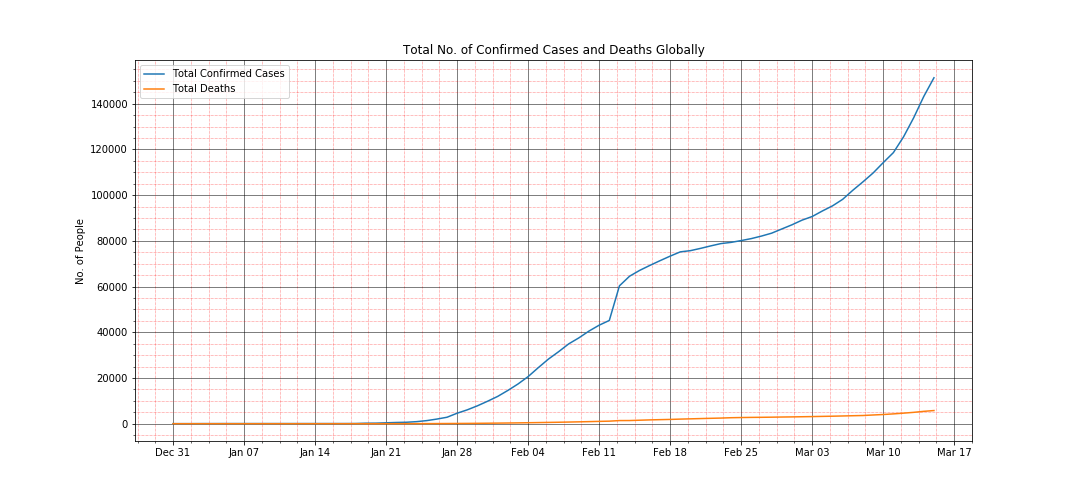 Total No. of Confirmed Cases and Deaths Globally
Total Confirmed Cases
Total Deaths
No. of People
140000
120000
100000
80000
60000
40000
20000
0
Dec 31 Jan 07 Jan 14 Jan 21 Jan 28 Feb 04 Feb 11 Feb 18 Feb 25 Mar 03 Mar 10 Mar 17